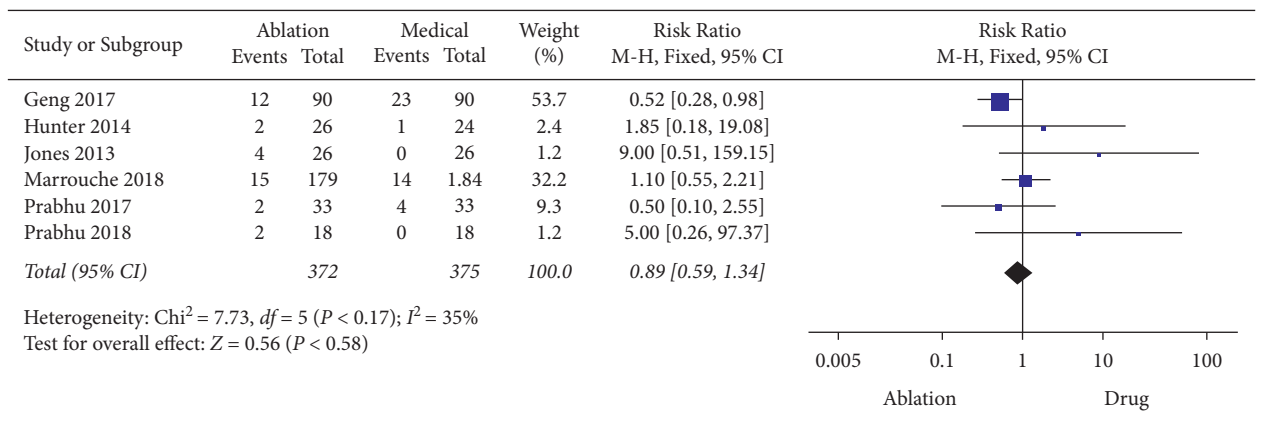 Study or Subgroup Ablation Medical Weight Risk Ratio Risk Ratio
Events Total Events Total (%) M-H, Fixed, 95% CI M-H, Fixed, 95% CI
Geng 2017 12 90 23 90 53.7 0.52 [0.28, 0.98]
Hunter 2014 2 26 1 24 2.4 1.85 [0.18, 19.08]
Jones 2013 4 26 0 26 1.2 9.00 [0.51, 159.15]
Marrouche 2018 15 179 14 1.84 32.2 1.10 [0.55, 2.21]
Prabhu 2017 2 33 4 33 9.3 0.50 [0.10, 2.55]
Prabhu 2018 2 18 0 18 1.2 5.00 [0.26, 97.37]
Total (95% CI) 372 375 100.0 0.89 [0.59, 1.34]
Heterogeneity: Chi² = 7.73, df = 5 (P < 0.17); I² = 35%
Test for overall effect: Z = 0.56 (P < 0.58)
0.005 0.1 1 10 100
Ablation Drug